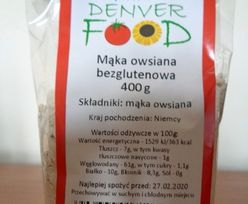 DENVER
FOOD
Mąka owsiana
bezglutenowa
400 g
Składniki: mąka owsiana
Kraj pochodzenia: Niemcy
Wartości odżywcze w 100g:
Wartość energetyczna - 1529 kJ/363 kcal
Tłuszcz - 7g, w tym kwasy
tłuszczowe nasycone - 1g
Węglowodany - 61g, w tym cukry - 1,1g
Białko - 10g, Błonnik - 8,3g, Sól - 0g
Najlepiej spożyć przed: 27.02.2020
Przechowywać w suchym i chłodnym miejscu